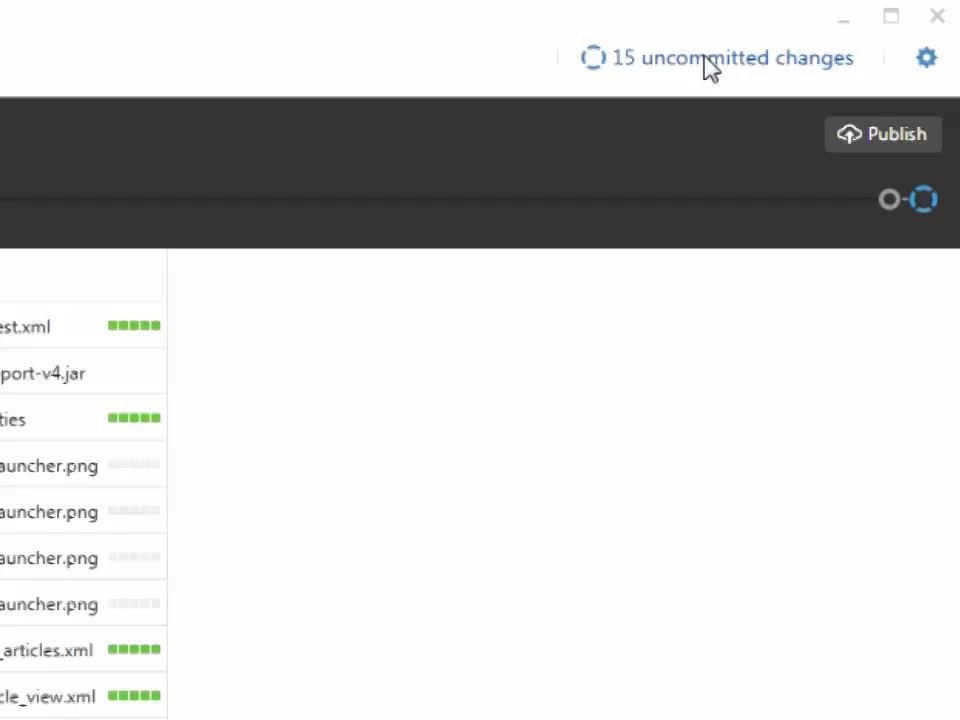 15 uncommitted changes
Publish
est.xml
port-v4.jar
ties
auncher.png
auncher.png
auncher.png
auncher.png
_articles.xml
cle_view.xml